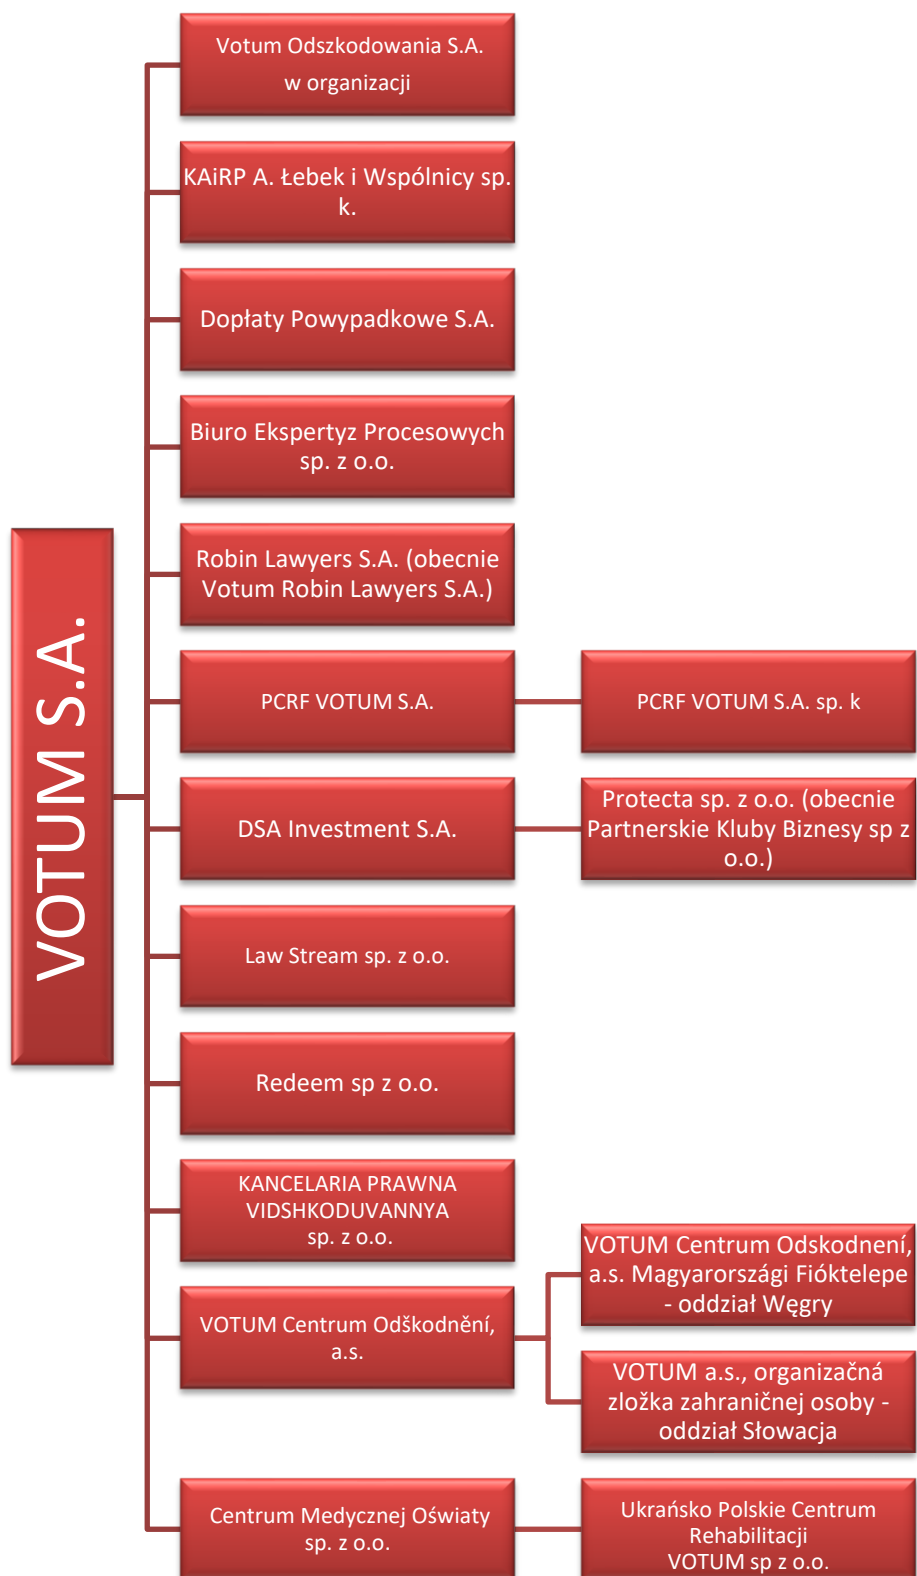 VOTUM S.A.
Votum Odszkodowania S.A.
w organizacji
KAiRP A. Łebek i Wspólnicy sp.
k.
Dopłaty Powypadkowe S.A.
Biuro Ekspertyz Procesowych
sp. z o.o.
Robin Lawyers S.A. (obecnie
Votum Robin Lawyers S.A.)
PCRF VOTUM S.A.
PCRF VOTUM S.A. sp. k
DSA Investment S.A.
Protecta sp. z o.o. (obecnie
Partnerskie Kluby Biznesy sp z
o.o.)
Law Stream sp. z o.o.
Redeem sp z o.o.
KANCELARIA PRAWNA
VIDSHKODUVANNYA
sp. z o.o.
VOTUM Centrum Odškodnění,
a.s.
VOTUM Centrum Odskodnení,
a.s. Magyarországi Fióktelepe
- oddział Węgry
VOTUM a.s., organizačná
zložka zahraničnej osoby -
oddział Słowacja
Centrum Medycznej Oświaty
sp. z o.o.
Ukrańsko Polskie Centrum
Rehabilitacji
VOTUM sp z o.o.